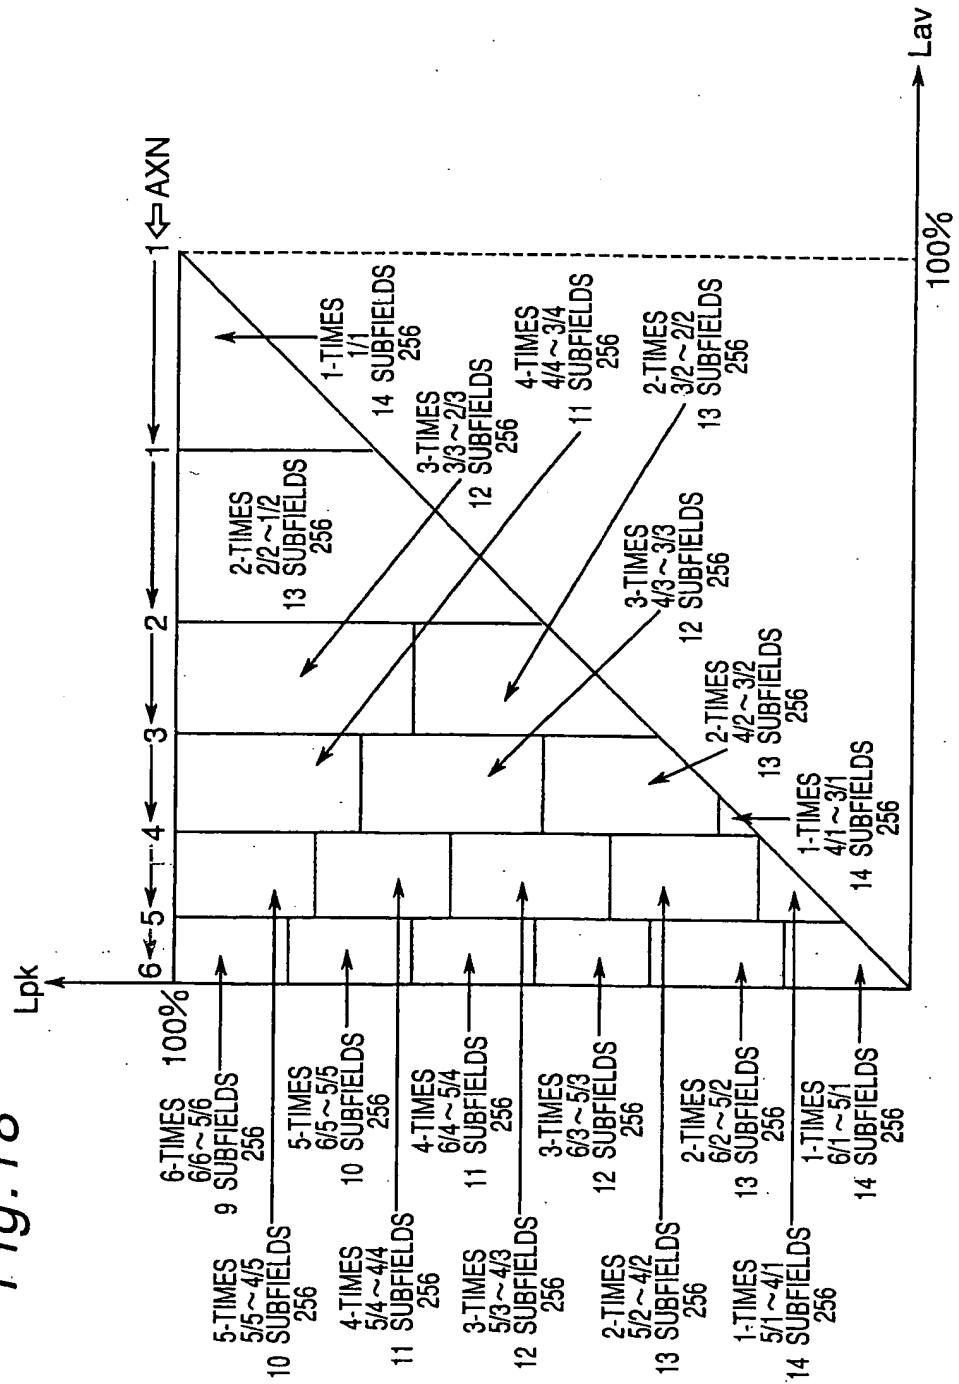 Fig. 18
Lpk
100%
6 5 4 3 2 1 1 AXN
Lav
100%
6-TIMES
6/6~5/6
9 SUBFIELDS
256
5-TIMES
6/5~5/5
10 SUBFIELDS
256
4-TIMES
6/4~5/4
11 SUBFIELDS
256
3-TIMES
6/3~5/3
12 SUBFIELDS
256
2-TIMES
6/2~5/2
13 SUBFIELDS
256
1-TIMES
6/1~5/1
14 SUBFIELDS
256
5-TIMES
5/5~4/5
10 SUBFIELDS
256
4-TIMES
5/4~4/4
11 SUBFIELDS
256
3-TIMES
5/3~4/3
12 SUBFIELDS
256
2-TIMES
5/2~4/2
13 SUBFIELDS
256
1-TIMES
5/1~4/1
14 SUBFIELDS
256
2-TIMES
2/2~1/2
13 SUBFIELDS
256
1-TIMES
1/1
14 SUBFIELDS
256
3-TIMES
3/3~2/3
12 SUBFIELDS
256
4-TIMES
4/4~3/4
11 SUBFIELDS
256
2-TIMES
3/2~2/2
13 SUBFIELDS
256
3-TIMES
4/3~3/3
12 SUBFIELDS
256
2-TIMES
4/2~3/2
13 SUBFIELDS
256
1-TIMES
4/1~3/1
14 SUBFIELDS
256